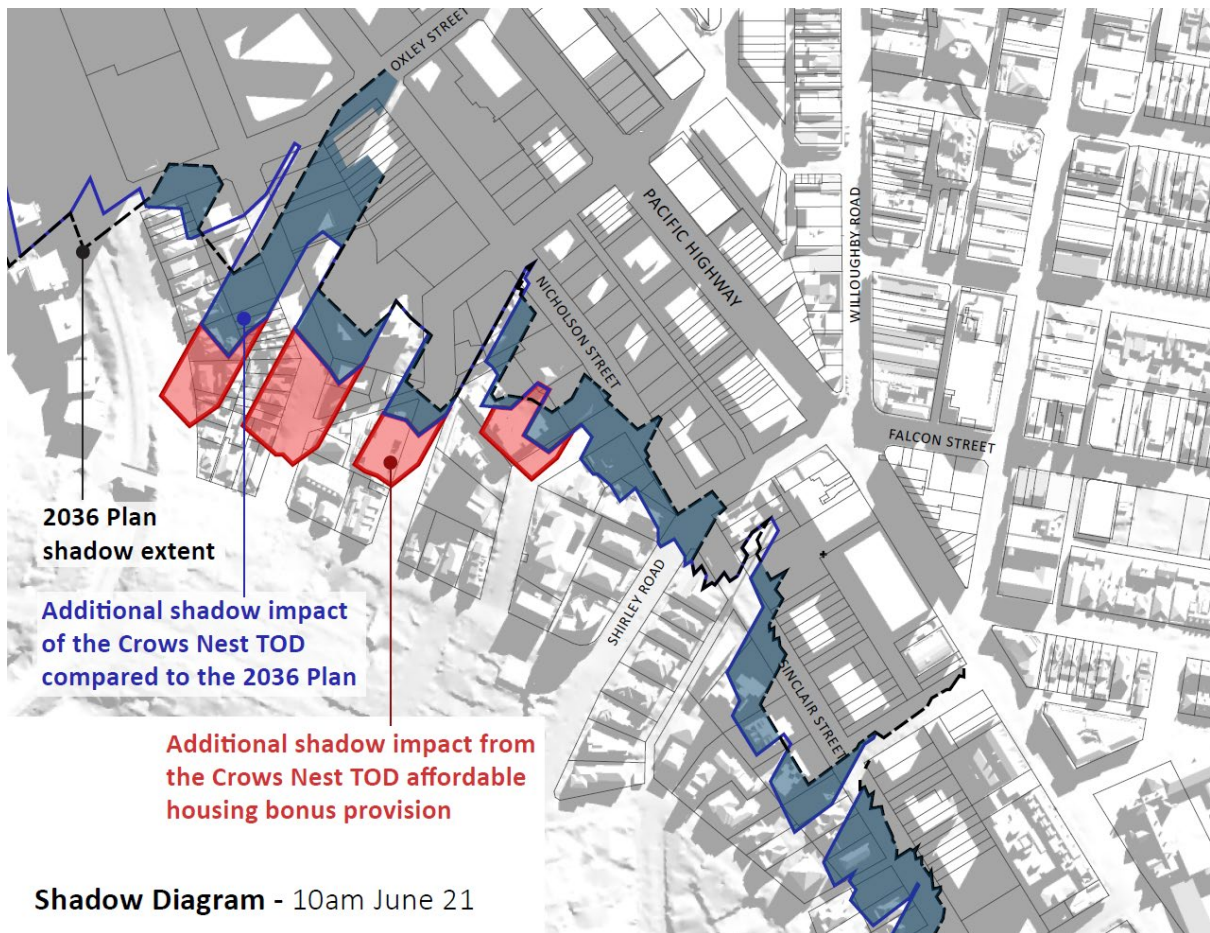 OXLEY STREET
PACIFIC HIGHWAY
WILLOUGHBY ROAD
NICHOLSON STREET
FALCON STREET
SHIRLEY ROAD
SINCLAIR STREET
2036 Plan
shadow extent
Additional shadow impact
of the Crows Nest TOD
compared to the 2036 Plan
Additional shadow impact from
the Crows Nest TOD affordable
housing bonus provision
Shadow Diagram - 10am June 21